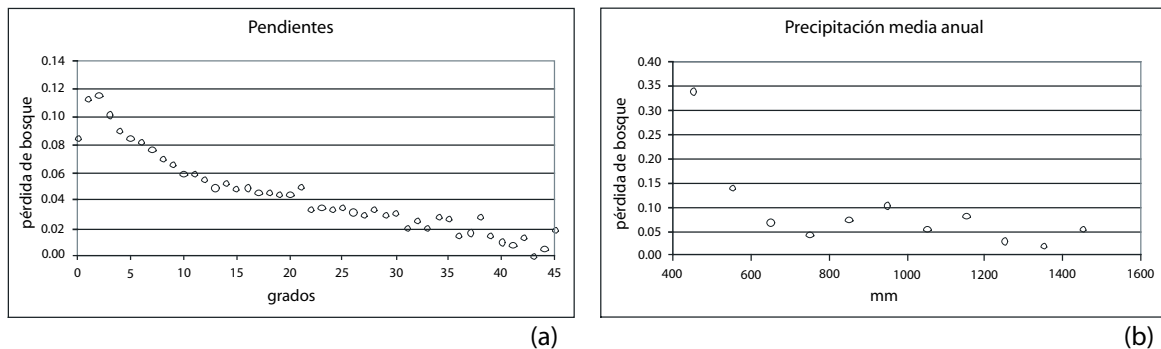 Pendientes
pérdida de bosque
0.14
0.12
0.10
0.08
0.06
0.04
0.02
0.00
0 5 10 15 20 25 30 35 40 45
grados
(a)
Precipitación media anual
pérdida de bosque
0.40
0.35
0.30
0.25
0.20
0.15
0.10
0.05
0.00
400 600 800 1000 1200 1400 1600
mm
(b)